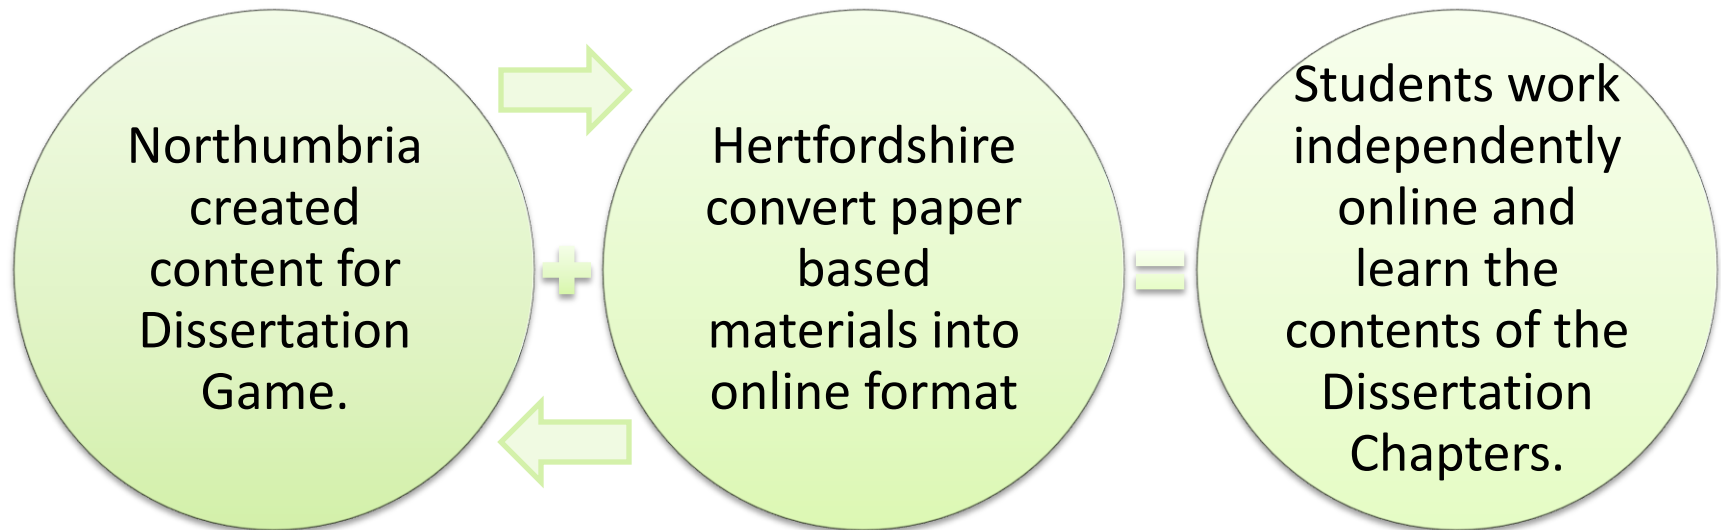 Northumbria
created
content for
Dissertation
Game.
+
Hertfordshire
convert paper
based
materials into
online format
=
Students work
independently
online and
learn the
contents of the
Dissertation
Chapters.